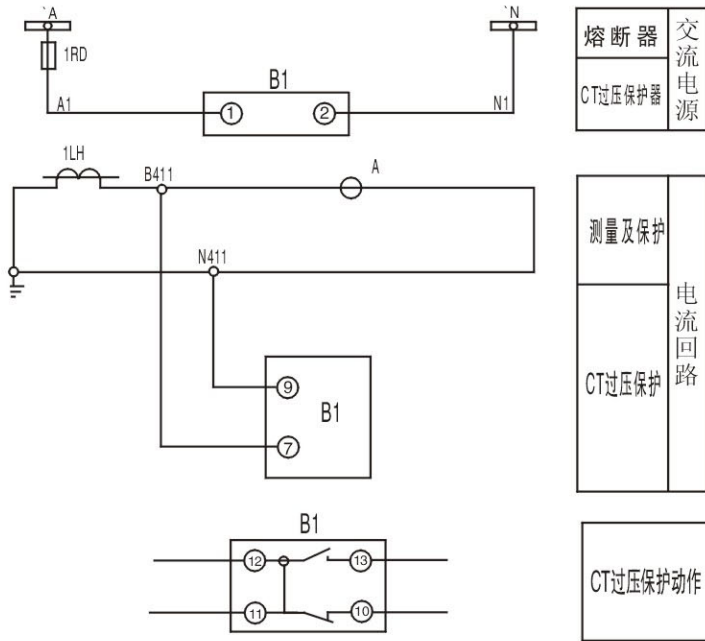 `A
`N
1RD
B1
A1
①
②
N1
熔断器
CT过压保护器
交流电源
1LH
B411
A
N411
⑨
B1
⑦
测量及保护
CT过压保护
电流回路
B1
⑫
⑬
⑪
⑩
CT过压保护动作